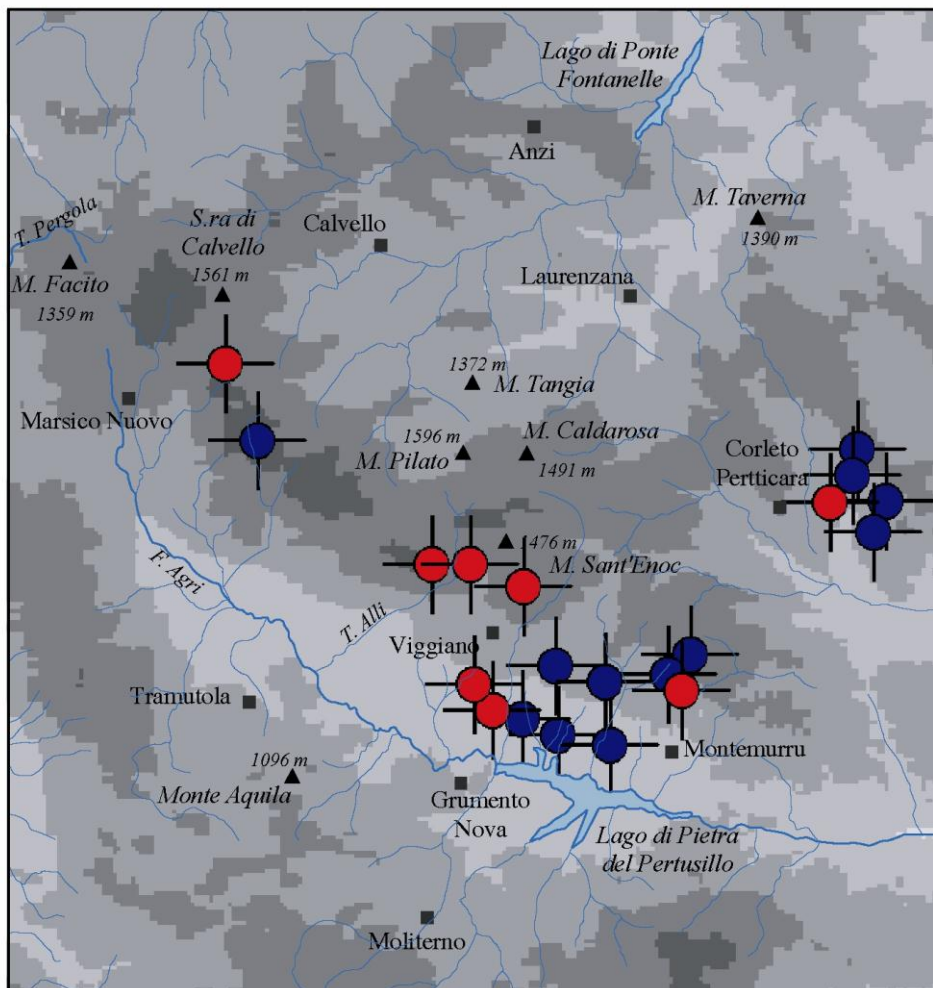 Lago di Ponte
Fontanelle
Anzi
M. Taverna
1390 m
T. Pergola
S.ra di
Calvello
1561 m
Calvello
M. Facito
1359 m
Laurenzana
1372 m
M. Tangia
Marsico Nuovo
1596 m
M. Pilato
M. Caldarosa
1491 m
Corleto
Pertticara
1476 m
M. Sant'Enoc
F. Agri
T. Alli
Viggiano
Tramutola
Montemurru
1096 m
Monte Aquila
Grumento
Nova
Lago di Pietra
del Pertusillo
Moliterno